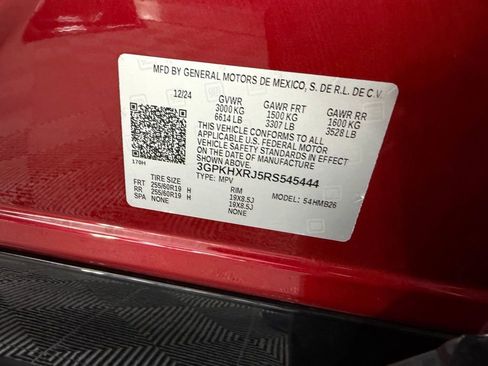 MFD BY GENERAL MOTORS DE MEXICO, S. DE R.L. DE C.V.
12/24 GVWR GAWR FRT GAWR RR
3000 KG 1500 KG 1600 KG
6614 LB 3307 LB 3528 LB
THIS VEHICLE CONFORMS TO ALL
APPLICABLE U.S. FEDERAL MOTOR
VEHICLE SAFETY STANDARDS IN EFFECT
ON THE DATE OF MANUFACTURE
SHOWN ABOVE.
3GPKHXRJ5RS545444
170H TYPE: MPV MODEL: S4HMB26
TIRE SIZE RIM
FRT 255/60R19 H 19X8.5J
RR 255/60R19 H 19X8.5J
SPA NONE NONE